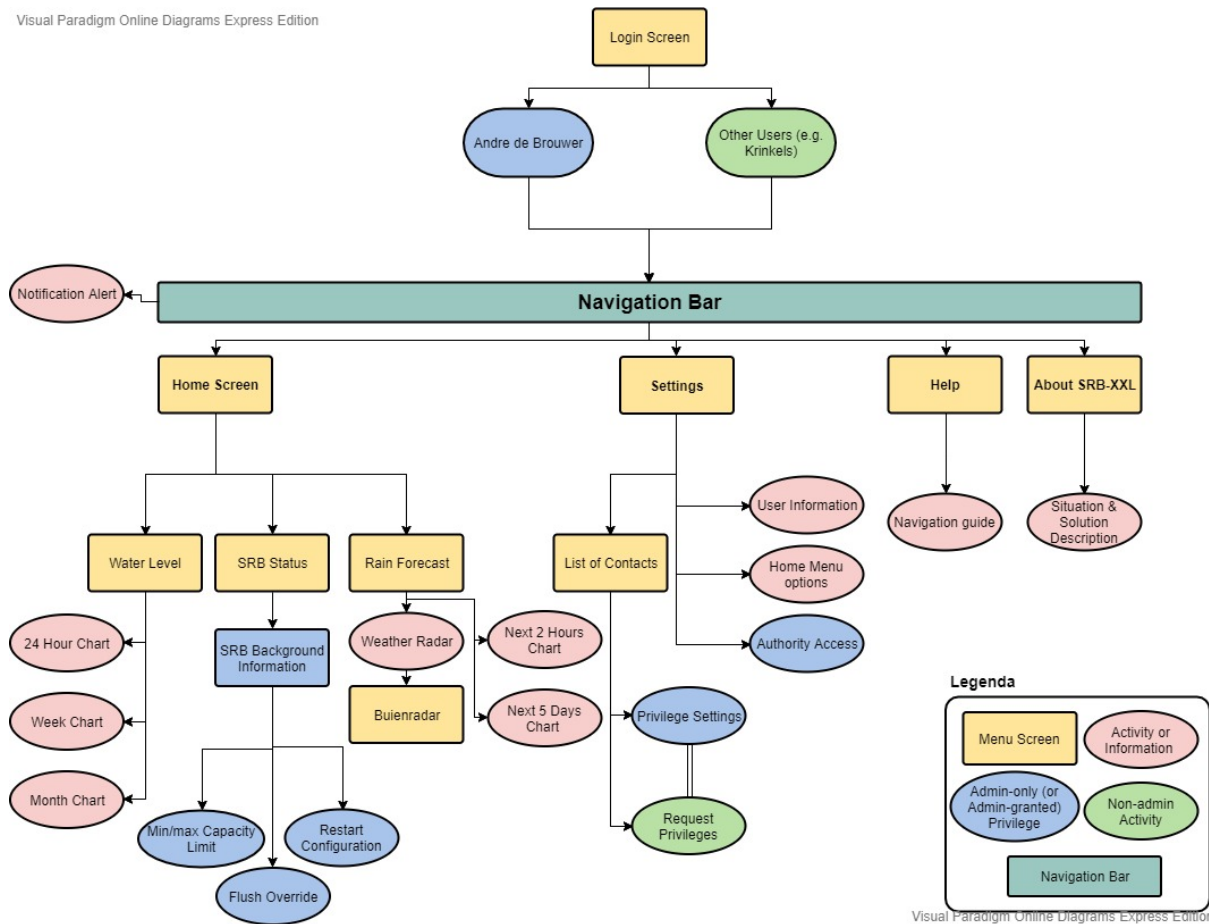 Visual Paradigm Online Diagrams Express Edition
Login Screen
Andre de Brouwer
Other Users (e.g.
Krinkels)
Notification Alert
Navigation Bar
Home Screen
Settings
Help
About SRB-XXL
User Information
Navigation guide
Situation &
Solution
Description
Water Level
SRB Status
Rain Forecast
List of Contacts
Home Menu
options
24 Hour Chart
SRB Background
Information
Weather Radar
Next 2 Hours
Chart
Authority Access
Week Chart
Buienradar
Next 5 Days
Chart
Privilege Settings
Month Chart
Min/max Capacity
Limit
Restart
Configuration
Request
Privileges
Flush Override
Legenda
Menu Screen
Activity or
Information
Admin-only (or
Admin-granted)
Privilege
Non-admin
Activity
Navigation Bar
Visual Paradigm Online Diagrams Express Edition